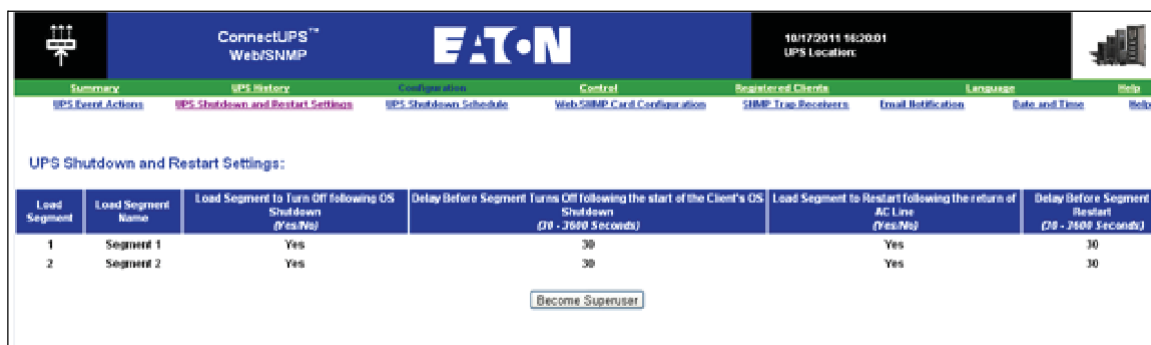 ConnectUPS™
Web/SNMP
EATON
10/17/2011 16:20:01
UPS Location:
Summary UPS History Configuration Control Registered Clients Language Help
UPS Event Actions UPS Shutdown and Restart Settings UPS Shutdown Schedule Web/SNMP Card Configuration SNMP Trap Receivers Email Notification Date and Time Help
UPS Shutdown and Restart Settings:
Load Segment
Load Segment Name
Load Segment to Turn Off following OS Shutdown
(Yes/No)
Delay Before Segment Turns Off following the start of the Client's OS Shutdown
(30 - 3600 Seconds)
Load Segment to Restart following the return of AC Line
(Yes/No)
Delay Before Segment Restart
(30 - 3600 Seconds)
1 Segment 1 Yes 30 Yes 30
2 Segment 2 Yes 30 Yes 30
Become Superuser